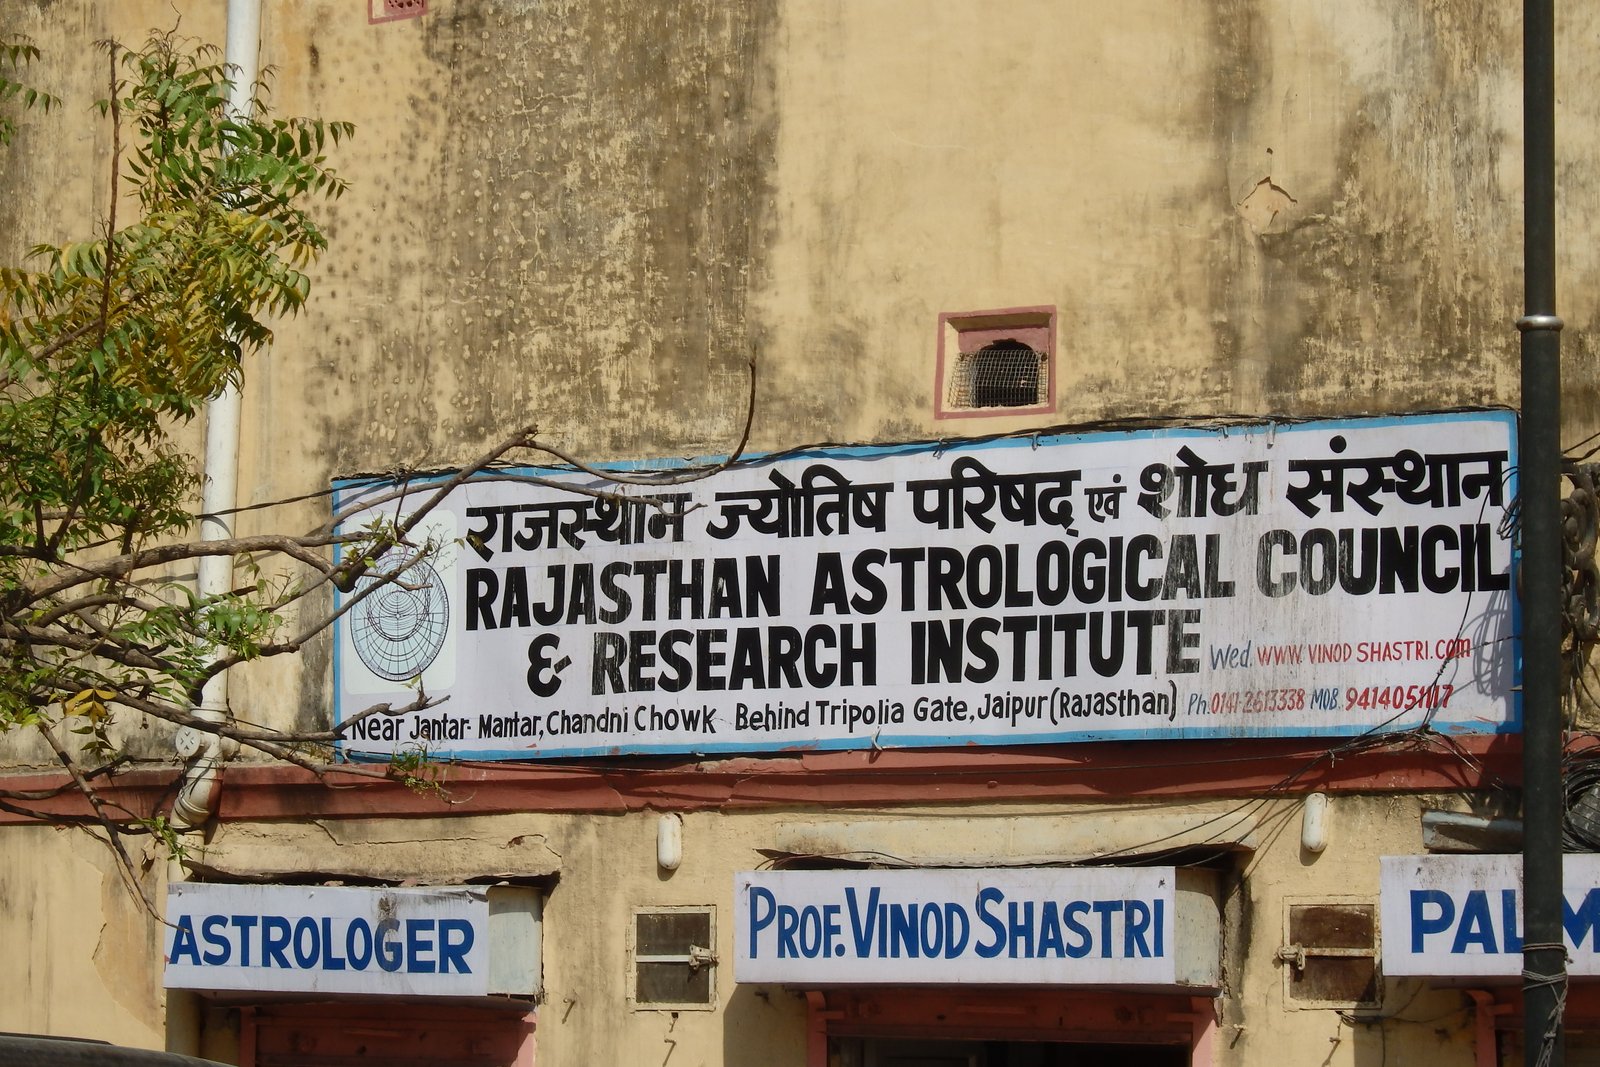 राजस्थान ज्योतिष परिषद् एवं शोध संस्थान
RAJASTHAN ASTROLOGICAL COUNCIL
& RESEARCH INSTITUTE
Wed. WWW. VINOD SHASTRI.com
Near Jantar- Mantar, Chandni Chowk Behind Tripolia Gate, Jaipur (Rajasthan) Ph. 0141-2613338 MOB. 9414051117
ASTROLOGER
PROF. VINOD SHASTRI
PALM